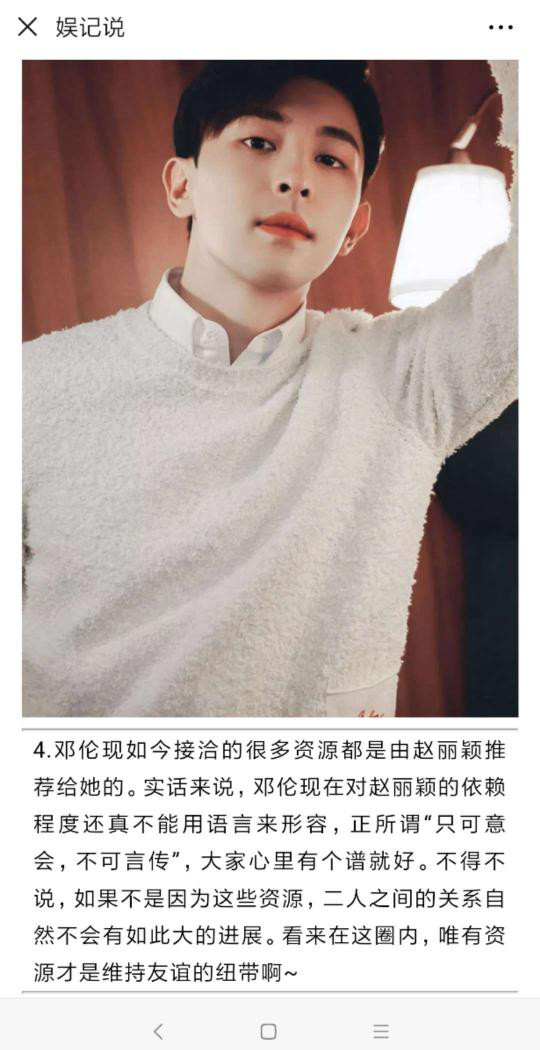 娱记说
4.邓伦现如今接洽的很多资源都是由赵丽颖推
荐给她的。实话来说，邓伦现在对赵丽颖的依赖
程度还真不能用语言来形容，正所谓“只可意
会，不可言传”，大家心里有个谱就好。不得不
说，如果不是因为这些资源，二人之间的关系自
然不会有如此大的进展。看来在这圈内，唯有资
源才是维持友谊的纽带啊~